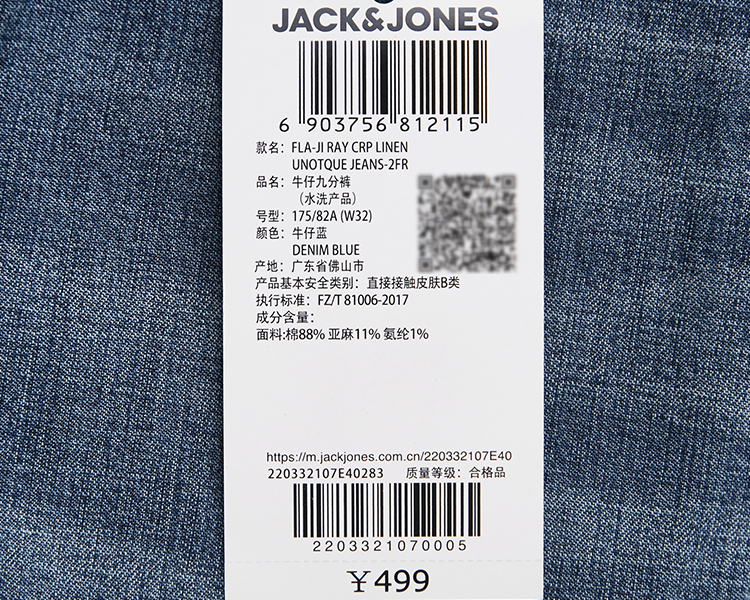 JACK&JONES
6 903756 812115
款名: FLA-JI RAY CRP LINEN
UNOTQUE JEANS-2FR
品名: 牛仔九分裤
(水洗产品)
号型: 175/82A (W32)
颜色: 牛仔蓝
DENIM BLUE
产地: 广东省佛山市
产品基本安全类别: 直接接触皮肤B类
执行标准: FZ/T 81006-2017
成分含量:
面料:棉88% 亚麻11% 氨纶1%
https://m.jackjones.com.cn/220332107E40
220332107E40283 质量等级: 合格品
2203321070005
¥499